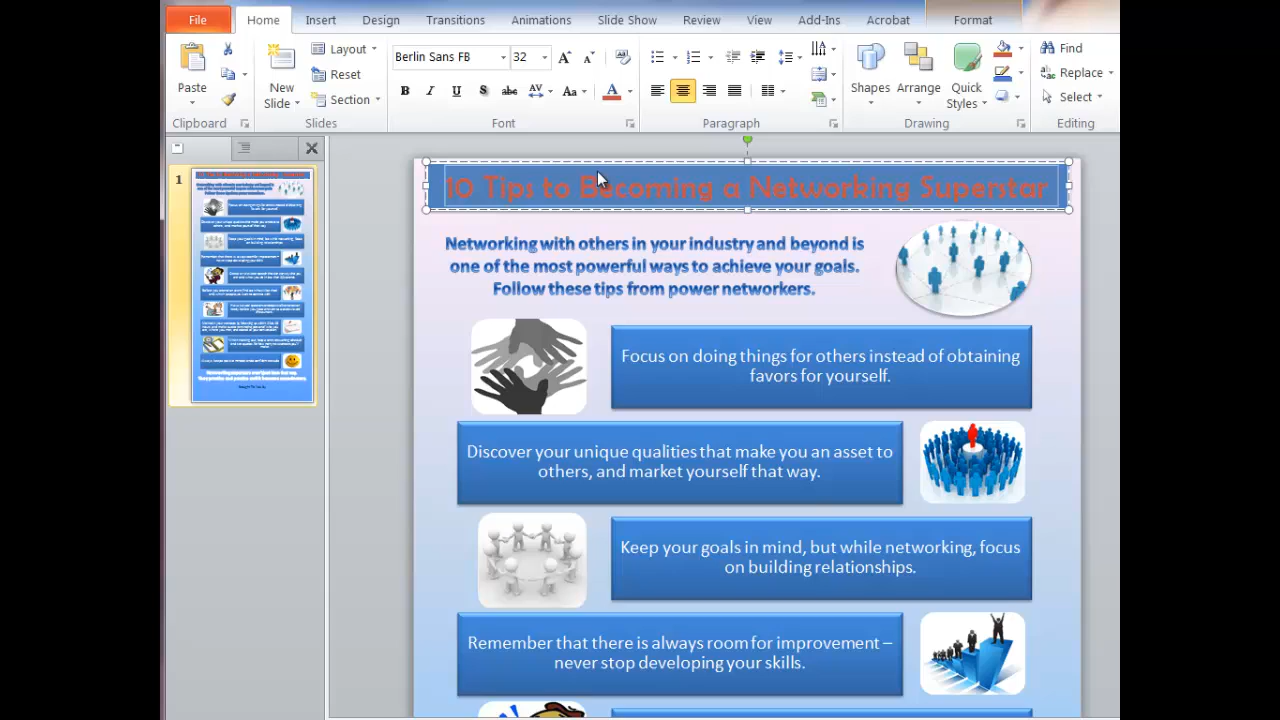 File Home Insert Design Transitions Animations Slide Show Review View Add-Ins Acrobat Format
Paste
Clipboard
New Slide
Layout
Reset
Section
Slides
Berlin Sans FB 32
B I U S abc AV Aa A
Font
Paragraph
Shapes
Arrange
Quick Styles
Drawing
Find
Replace
Select
Editing
1
10 Tips to Becoming a Networking Superstar
Networking with others in your industry and beyond is
one of the most powerful ways to achieve your goals.
Follow these tips from power networkers.
Focus on doing things for others instead of obtaining
favors for yourself.
Discover your unique qualities that make you an asset to
others, and market yourself that way.
Keep your goals in mind, but while networking, focus
on building relationships.
Remember that there is always room for improvement –
never stop developing your skills.